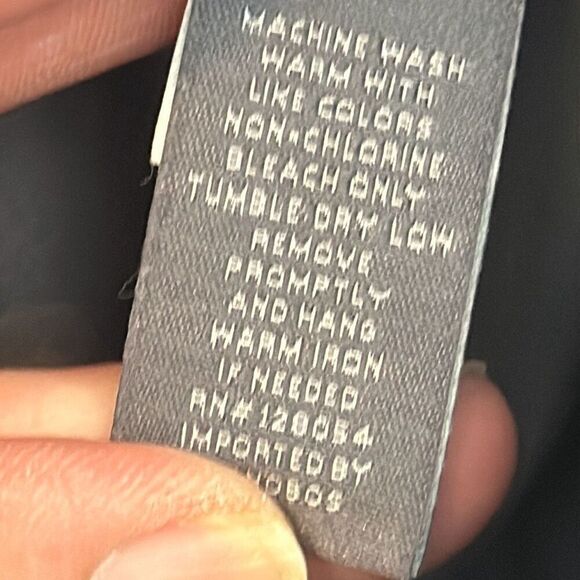 MACHINE WASH
WARM WITH
LIKE COLORS
NON-CHLORINE
BLEACH ONLY
TUMBLE DRY LOW
REMOVE
PROMPTLY
AND HANG
WARM IRON
IF NEEDED
RN# 128054
IMPORTED BY